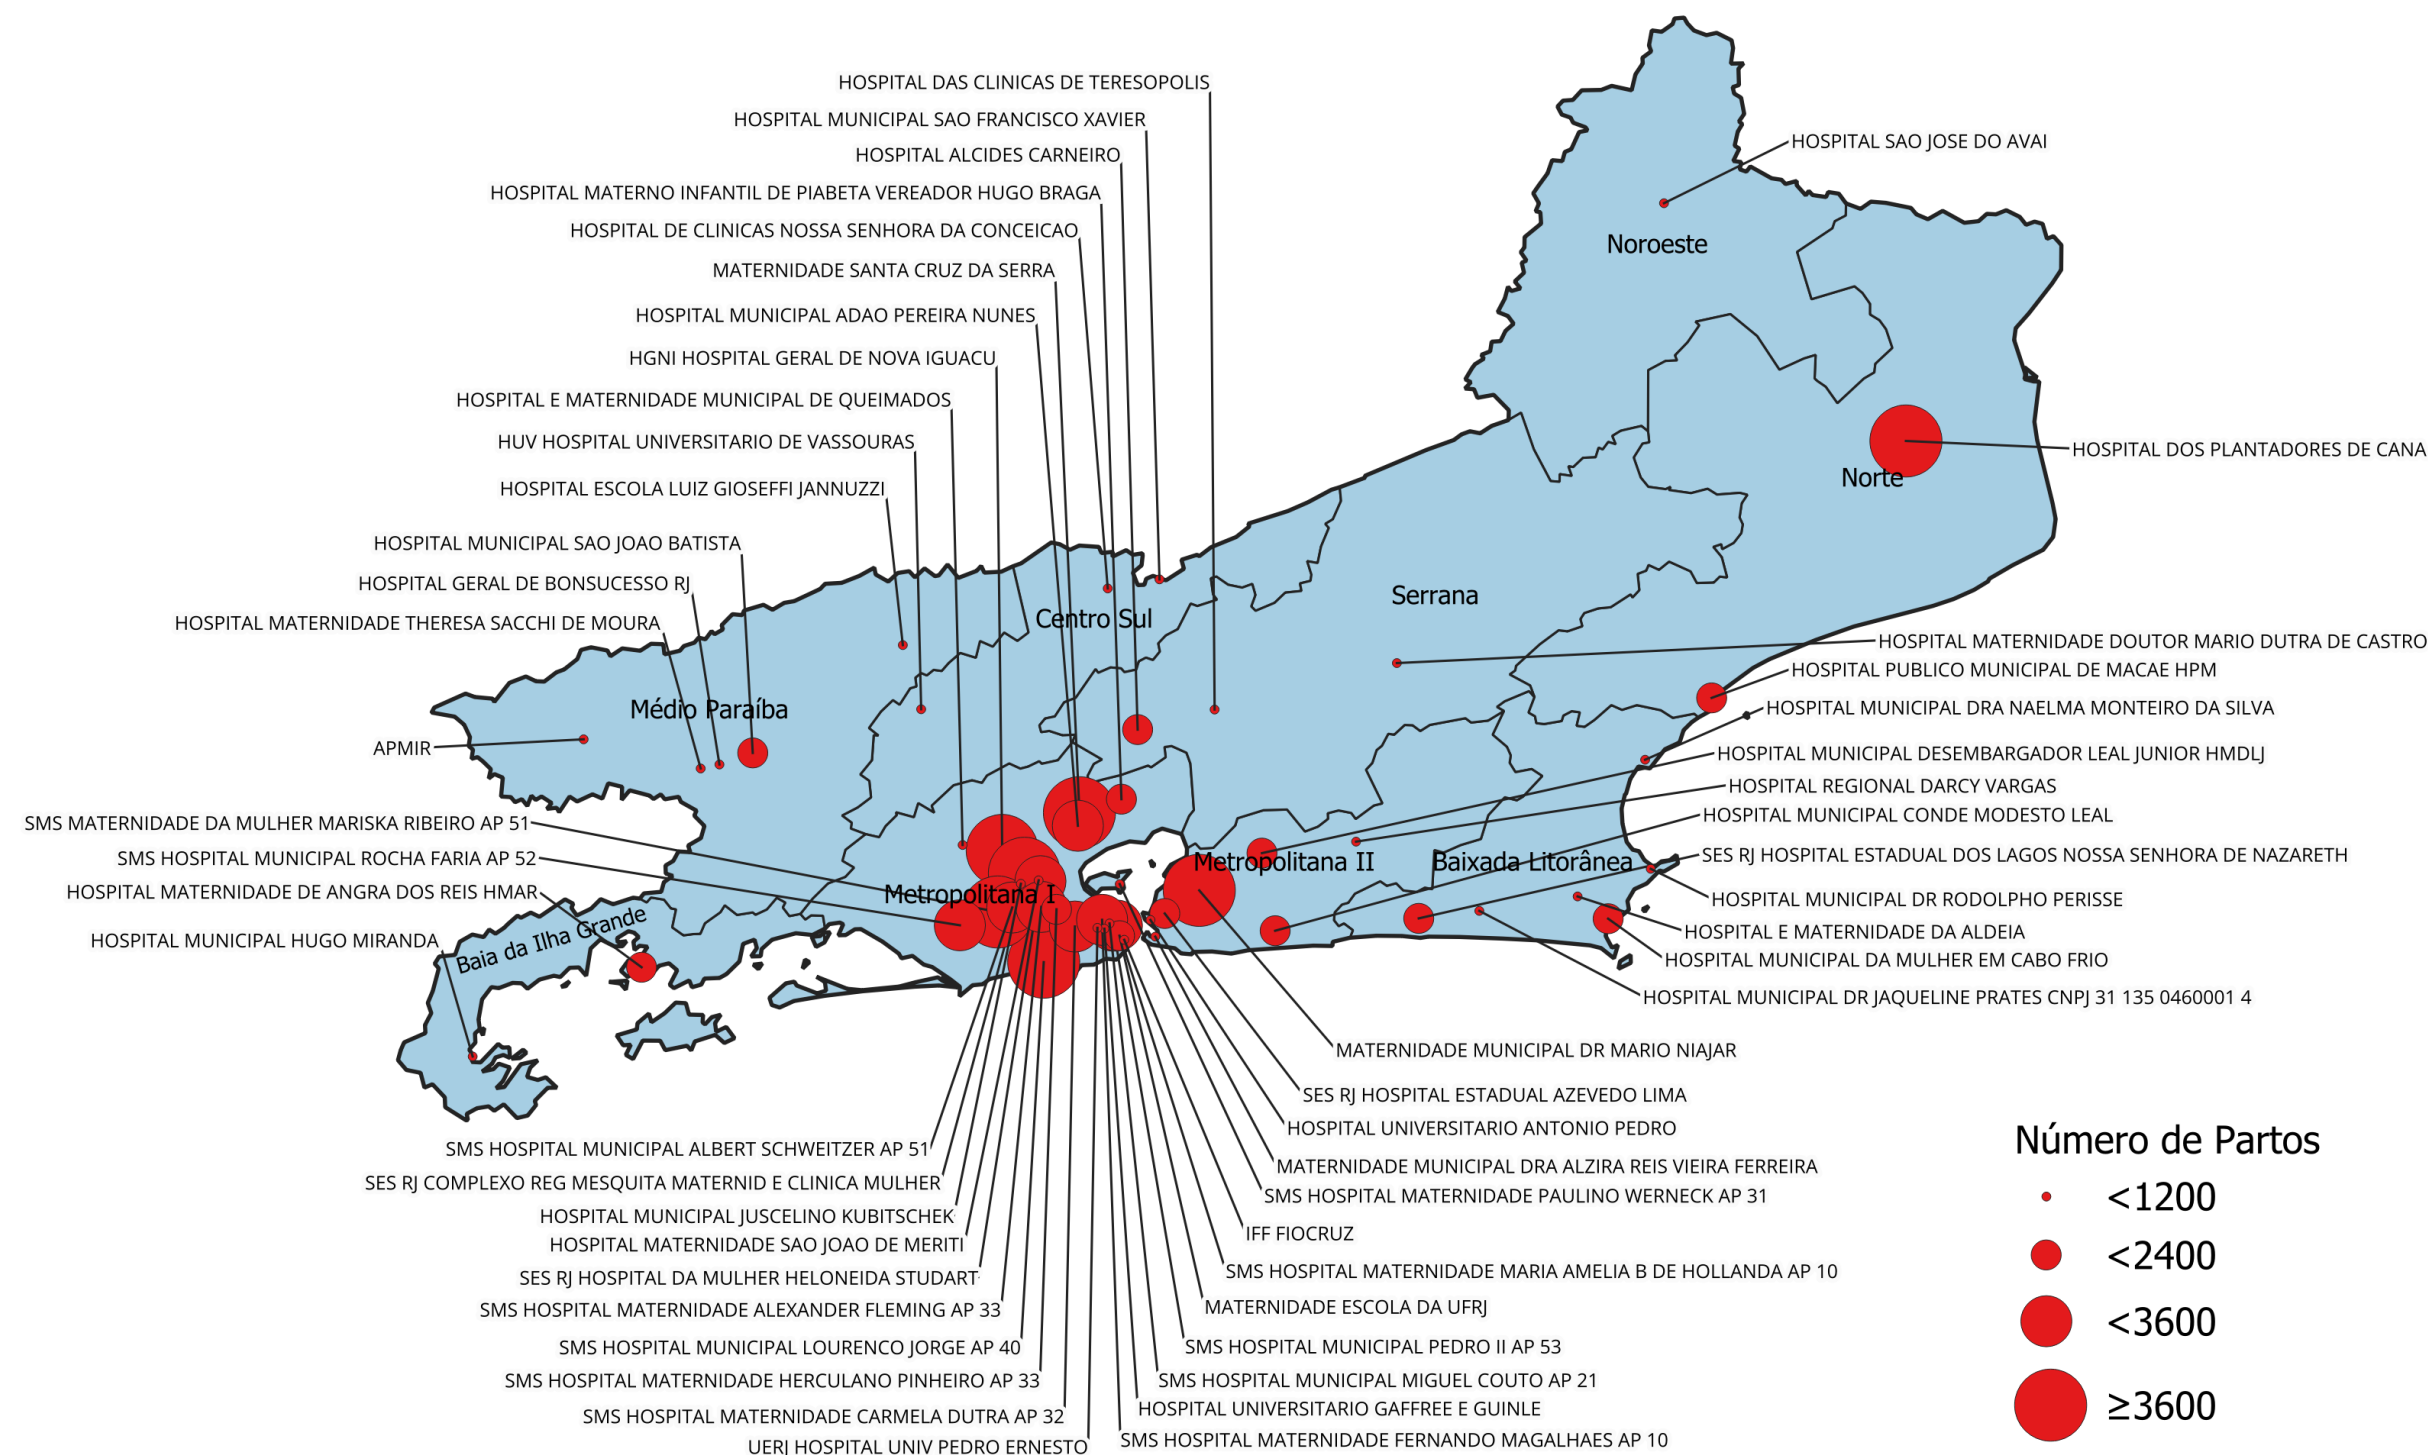 HOSPITAL DAS CLINICAS DE TERESOPOLIS
HOSPITAL MUNICIPAL SAO FRANCISCO XAVIER
HOSPITAL ALCIDES CARNEIRO
HOSPITAL MATERNO INFANTIL DE PIABETA VEREADOR HUGO BRAGA
HOSPITAL DE CLINICAS NOSSA SENHORA DA CONCEICAO
MATERNIDADE SANTA CRUZ DA SERRA
HOSPITAL MUNICIPAL ADAO PEREIRA NUNES
HGNI HOSPITAL GERAL DE NOVA IGUACU
HOSPITAL E MATERNIDADE MUNICIPAL DE QUEIMADOS
HUV HOSPITAL UNIVERSITARIO DE VASSOURAS
HOSPITAL ESCOLA LUIZ GIOSEFFI JANNUZZI
HOSPITAL MUNICIPAL SAO JOAO BATISTA
HOSPITAL GERAL DE BONSUCESSO RJ
HOSPITAL MATERNIDADE THERESA SACCHI DE MOURA
APMIR
SMS MATERNIDADE DA MULHER MARISKA RIBEIRO AP 51
SMS HOSPITAL MUNICIPAL ROCHA FARIA AP 52
HOSPITAL MATERNIDADE DE ANGRA DOS REIS HMAR
HOSPITAL MUNICIPAL HUGO MIRANDA
HOSPITAL SAO JOSE DO AVAI
Noroeste
HOSPITAL DOS PLANTADORES DE CANA
Norte
Serrana
Centro Sul
Médio Paraíba
Metropolitana I
Metropolitana II
Baixada Litorânea
Baia da Ilha Grande
HOSPITAL MATERNIDADE DOUTOR MARIO DUTRA DE CASTRO
HOSPITAL PUBLICO MUNICIPAL DE MACAE HPM
HOSPITAL MUNICIPAL DRA NAELMA MONTEIRO DA SILVA
HOSPITAL MUNICIPAL DESEMBARGADOR LEAL JUNIOR HMDLJ
HOSPITAL REGIONAL DARCY VARGAS
HOSPITAL MUNICIPAL CONDE MODESTO LEAL
SES RJ HOSPITAL ESTADUAL DOS LAGOS NOSSA SENHORA DE NAZARETH
HOSPITAL MUNICIPAL DR RODOLPHO PERISSE
HOSPITAL E MATERNIDADE DA ALDEIA
HOSPITAL MUNICIPAL DA MULHER EM CABO FRIO
HOSPITAL MUNICIPAL DR JAQUELINE PRATES CNPJ 31 135 0460001 4
MATERNIDADE MUNICIPAL DR MARIO NIAJAR
SES RJ HOSPITAL ESTADUAL AZEVEDO LIMA
HOSPITAL UNIVERSITARIO ANTONIO PEDRO
MATERNIDADE MUNICIPAL DRA ALZIRA REIS VIEIRA FERREIRA
SMS HOSPITAL MATERNIDADE PAULINO WERNECK AP 31
IFF FIOCRUZ
SMS HOSPITAL MATERNIDADE MARIA AMELIA B DE HOLLANDA AP 10
MATERNIDADE ESCOLA DA UFRJ
SMS HOSPITAL MUNICIPAL PEDRO II AP 53
SMS HOSPITAL MUNICIPAL MIGUEL COUTO AP 21
HOSPITAL UNIVERSITARIO GAFFREE E GUINLE
SMS HOSPITAL MATERNIDADE FERNANDO MAGALHAES AP 10
SMS HOSPITAL MUNICIPAL ALBERT SCHWEITZER AP 51
SES RJ COMPLEXO REG MESQUITA MATERNID E CLINICA MULHER
HOSPITAL MUNICIPAL JUSCELINO KUBITSCHEK
HOSPITAL MATERNIDADE SAO JOAO DE MERITI
SES RJ HOSPITAL DA MULHER HELONEIDA STUDART
SMS HOSPITAL MATERNIDADE ALEXANDER FLEMING AP 33
SMS HOSPITAL MUNICIPAL LOURENCO JORGE AP 40
SMS HOSPITAL MATERNIDADE HERCULANO PINHEIRO AP 33
SMS HOSPITAL MATERNIDADE CARMELA DUTRA AP 32
UERJ HOSPITAL UNIV PEDRO ERNESTO
Número de Partos
<1200
<2400
<3600
≥3600